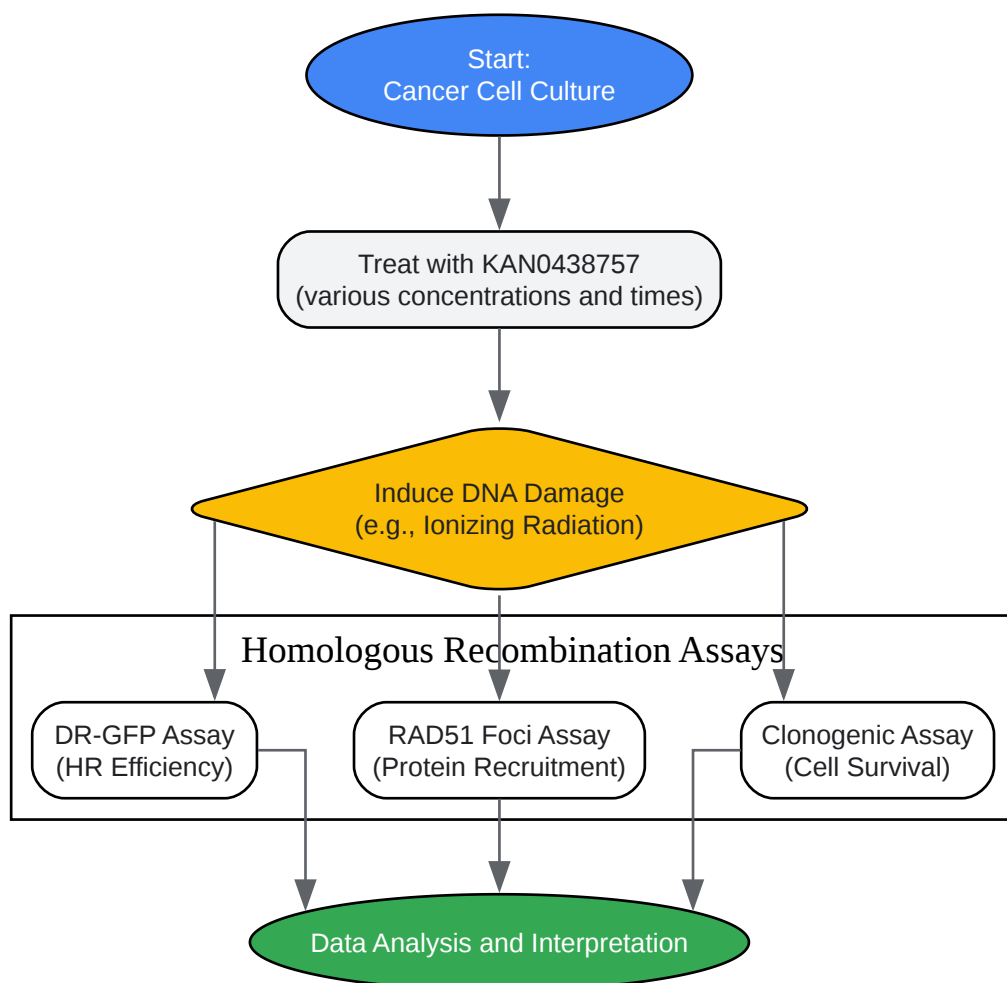 Start:
Cancer Cell Culture
Treat with KAN0438757
(various concentrations and times)
Induce DNA Damage
(e.g., Ionizing Radiation)
Homologous Recombination Assays
DR-GFP Assay
(HR Efficiency)
RAD51 Foci Assay
(Protein Recruitment)
Clonogenic Assay
(Cell Survival)
Data Analysis and Interpretation